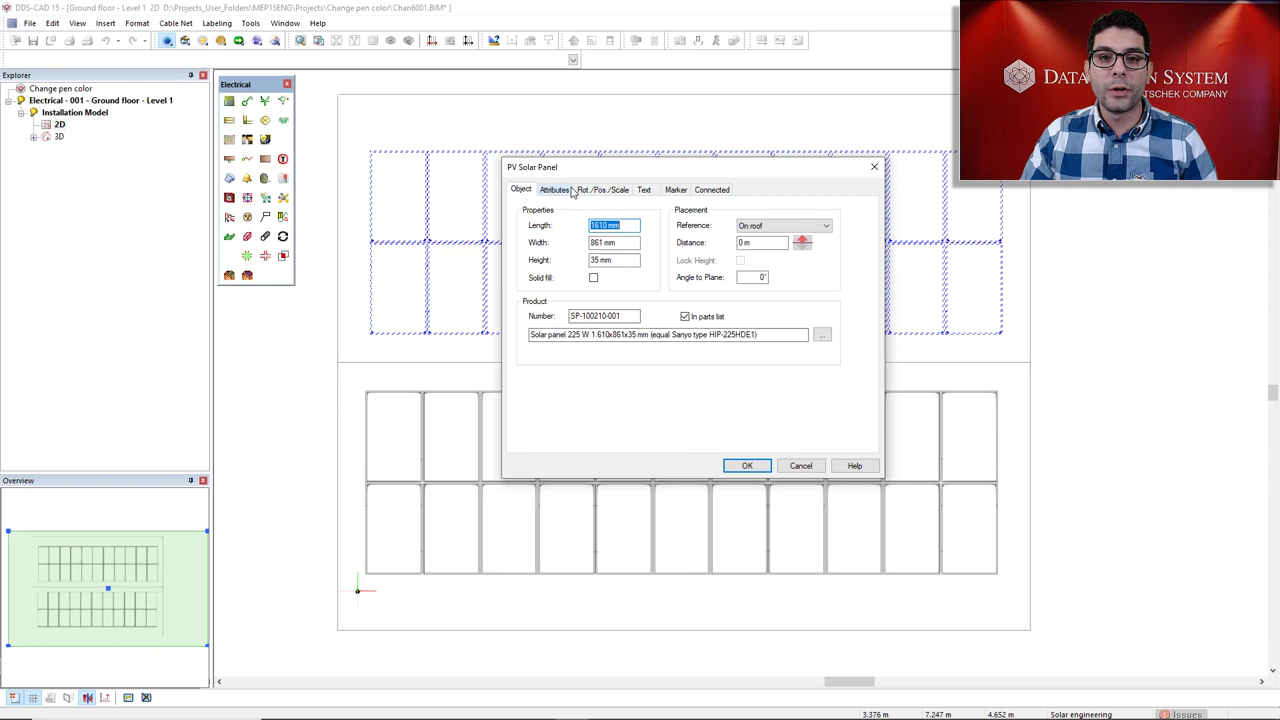 DDS-CAD 15 - [Ground floor - Level 1 2D D:\Projects_User_Folders\MEP15ENG\Projects\Change pen color\Chan6001.BIM* ]
File Edit View Insert Format Cable Net Labeling Tools Window Help
Explorer
Change pen color
Electrical - 001 - Ground floor - Level 1
Installation Model
2D
3D
Electrical
PV Solar Panel
Object Attributes Rot./Pos./Scale Text Marker Connected
Properties
Length: 1610 mm
Width: 861 mm
Height: 35 mm
Solid fill:
Placement
Reference: On roof
Distance: 0 m
Lock Height:
Angle to Plane: 0°
Product
Number: SP-100210-001 In parts list
Solar panel 225 W 1.610x861x35 mm (equal Sanyo type HIP-225HDE1) ...
OK Cancel Help
Overview
3.376 m 7.247 m 4.652 m Solar engineering Issues